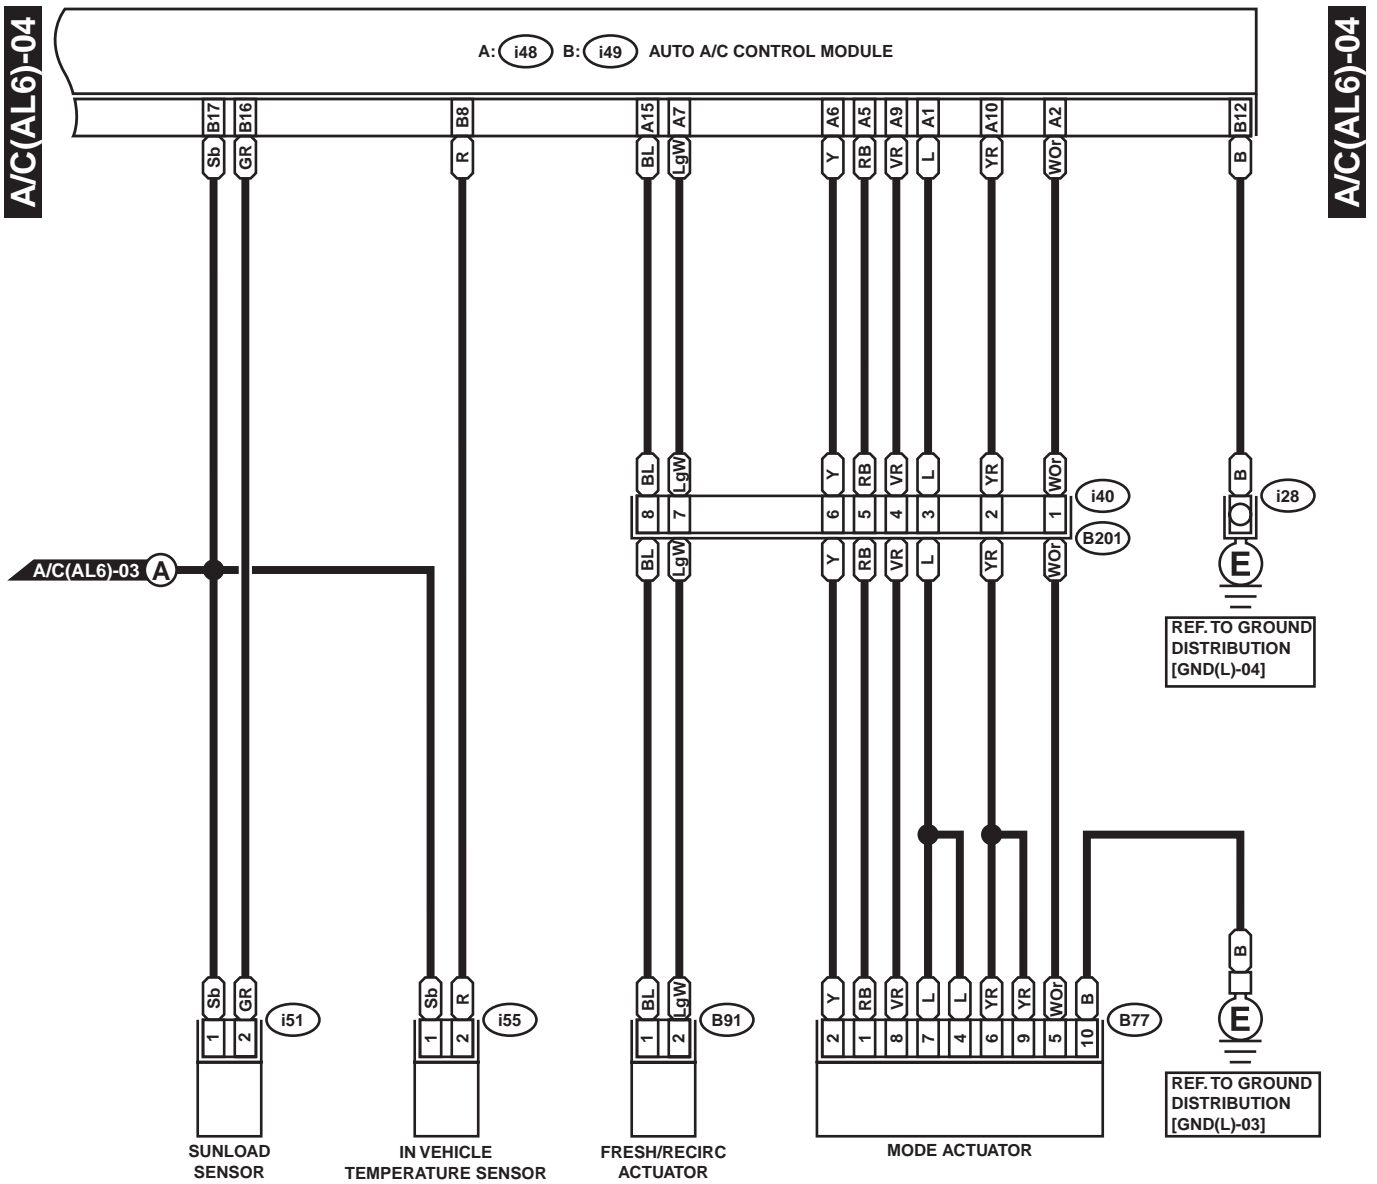 A/C(AL6)-04
A/C(AL6)-04
A: i48 B: i49 AUTO A/C CONTROL MODULE
B17 B16 B8 A15 A7 A6 A5 A9 A1 A10 A2 B12
Sb GR R BL LgW Y RB VR L YR WOr B
BL LgW Y RB VR L YR WOr B
8 7 6 5 4 3 2 1 i40 i28
B201
BL LgW Y RB VR L YR WOr
A/C(AL6)-03 A
E
REF. TO GROUND
DISTRIBUTION
[GND(L)-04]
B
Sb GR Sb R BL LgW Y RB VR L L YR YR WOr B
i51 i55 B91 B77
1 2 1 2 1 2 2 1 8 7 4 6 9 5 10
E
REF. TO GROUND
DISTRIBUTION
[GND(L)-03]
SUNLOAD
SENSOR
IN VEHICLE
TEMPERATURE SENSOR
FRESH/RECIRC
ACTUATOR
MODE ACTUATOR